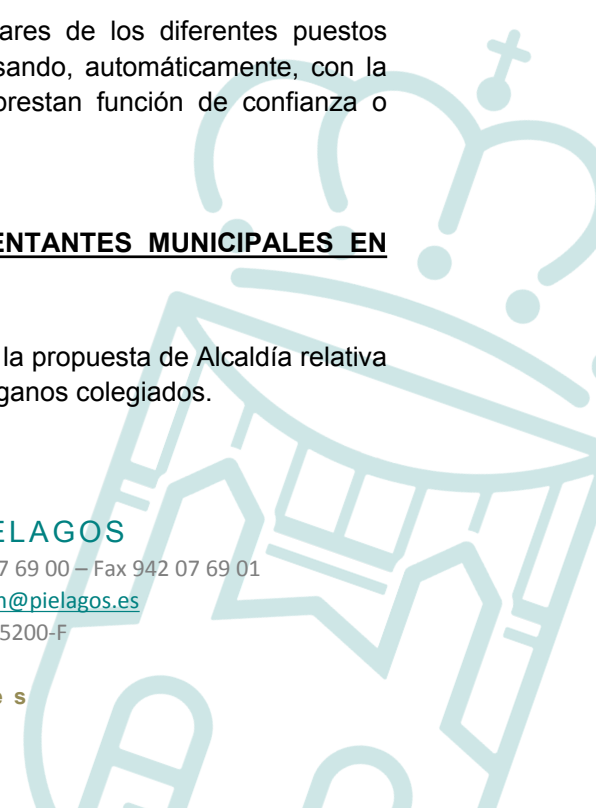 ares de los diferentes puestos
sando, automáticamente, con la
prestan función de confianza o
ENTANTES MUNICIPALES EN
la propuesta de Alcaldía relativa
ganos colegiados.
ELAGOS
7 69 00 – Fax 942 07 69 01
n@pielagos.es
5200-F
e s